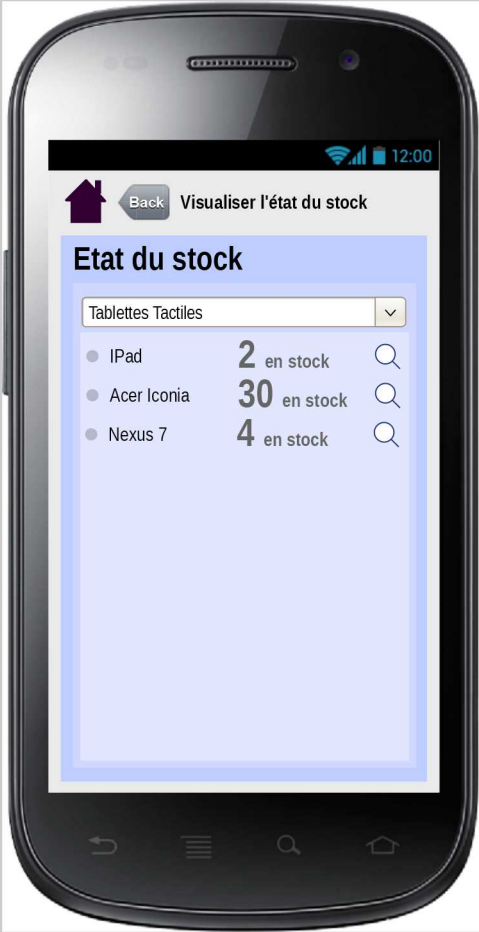 12:00
Back Visualiser l'état du stock
Etat du stock
Tablettes Tactiles
IPad 2 en stock
Acer Iconia 30 en stock
Nexus 7 4 en stock